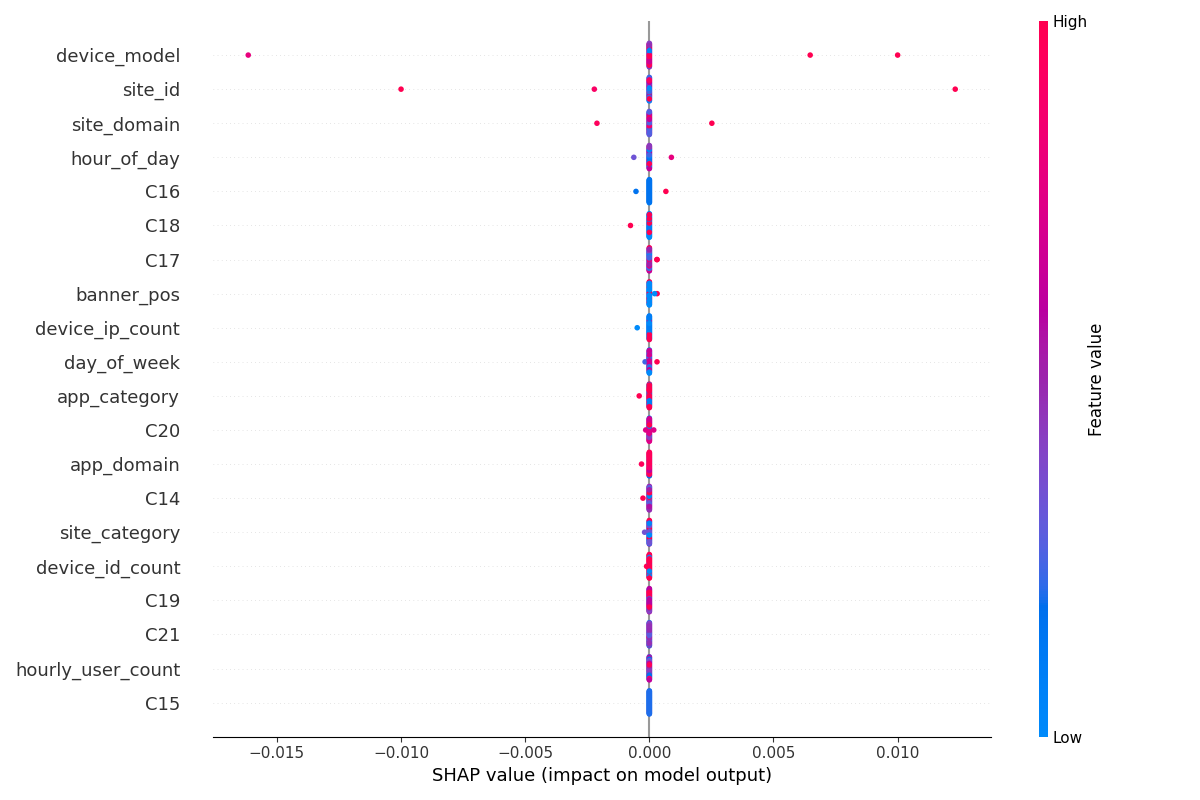 High
device_model
site_id
site_domain
hour_of_day
C16
C18
C17
banner_pos
device_ip_count
day_of_week
app_category
C20
app_domain
C14
site_category
device_id_count
C19
C21
hourly_user_count
C15
Feature value
Low
−0.015 −0.010 −0.005 0.000 0.005 0.010
SHAP value (impact on model output)